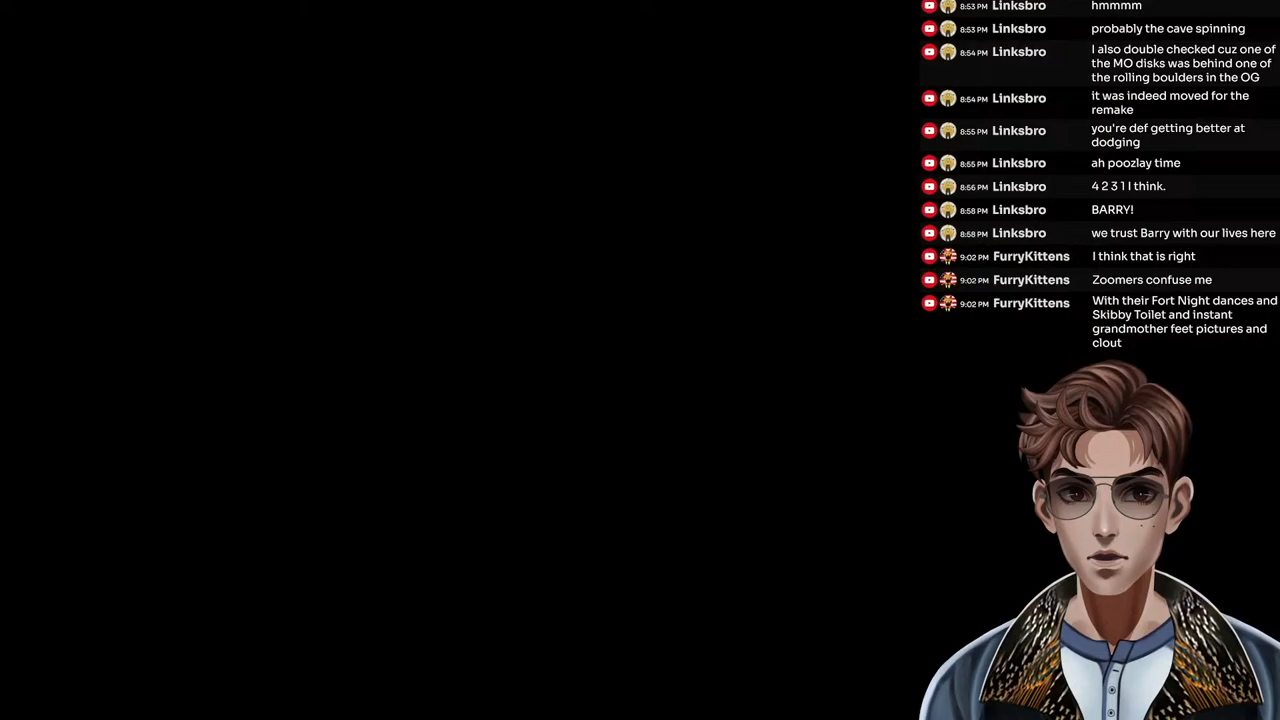 8:53 PM Linksbro hmmmm
8:53 PM Linksbro probably the cave spinning
8:54 PM Linksbro I also double checked cuz one of
the MO disks was behind one of
the rolling boulders in the OG
8:54 PM Linksbro it was indeed moved for the
remake
8:55 PM Linksbro you're def getting better at
dodging
8:55 PM Linksbro ah poozlay time
8:56 PM Linksbro 4 2 3 1 I think.
8:58 PM Linksbro BARRY!
8:58 PM Linksbro we trust Barry with our lives here
9:02 PM FurryKittens I think that is right
9:02 PM FurryKittens Zoomers confuse me
9:02 PM FurryKittens With their Fort Night dances and
Skibby Toilet and instant
grandmother feet pictures and
clout